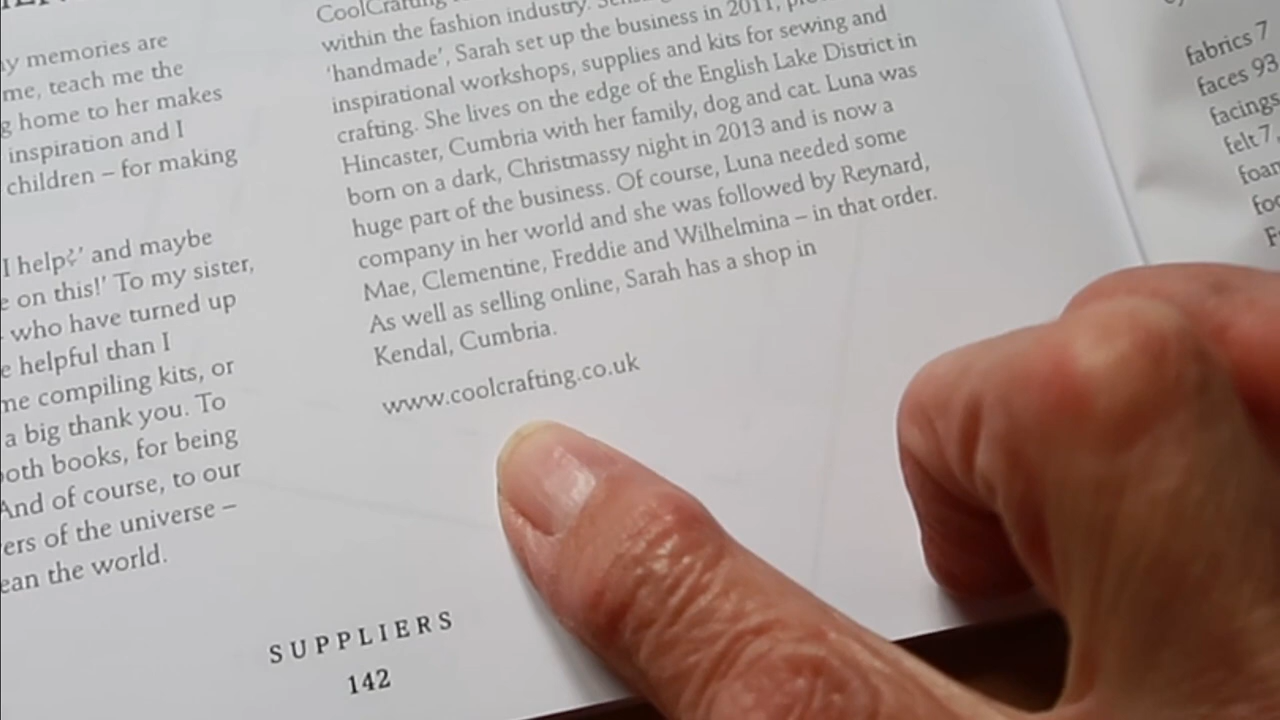 y memories are
me, teach me the
g home to her makes
inspiration and I
children – for making
I help?’ and maybe
e on this!’ To my sister,
who have turned up
e helpful than I
me compiling kits, or
a big thank you. To
both books, for being
And of course, to our
ers of the universe –
ean the world.
CoolCrafting
within the fashion industry.
‘handmade’, Sarah set up the business in 2011,
inspirational workshops, supplies and kits for sewing and
crafting. She lives on the edge of the English Lake District in
Hincaster, Cumbria with her family, dog and cat. Luna was
born on a dark, Christmassy night in 2013 and is now a
huge part of the business. Of course, Luna needed some
company in her world and she was followed by Reynard,
Mae, Clementine, Freddie and Wilhelmina – in that order.
As well as selling online, Sarah has a shop in
Kendal, Cumbria.
www.coolcrafting.co.uk
SUPPLIERS
142
fabrics 7
faces 93
facings
felt 7,
foam